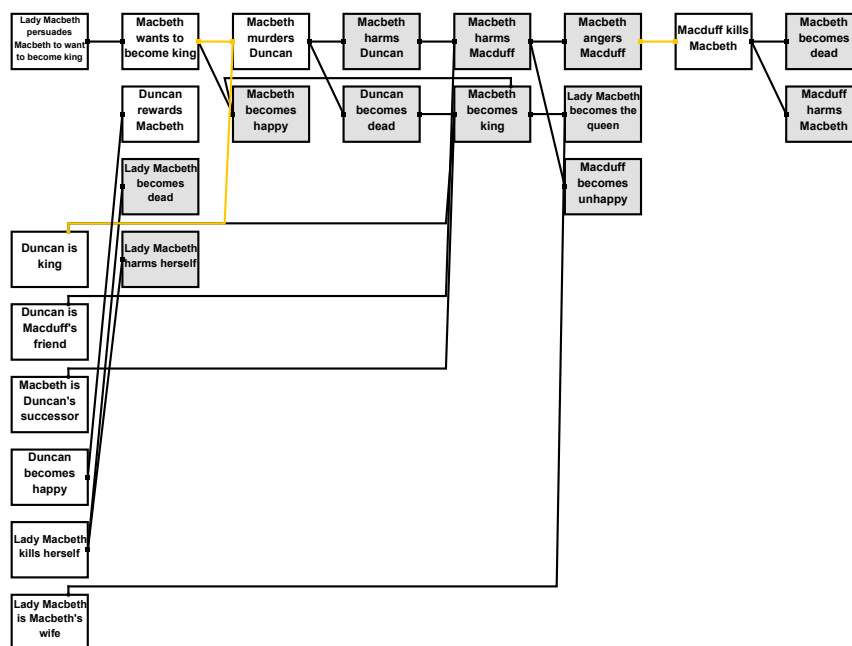 Lady Macbeth
persuades
Macbeth to want
to become king
Macbeth
wants to
become king
Macbeth
murders
Duncan
Macbeth
harms
Duncan
Macbeth
harms
Macduff
Macbeth
angers
Macduff
Macduff kills
Macbeth
Macbeth
becomes
dead
Duncan
rewards
Macbeth
Macbeth
becomes
happy
Duncan
becomes
dead
Macbeth
becomes
king
Lady Macbeth
becomes the
queen
Macduff
harms
Macbeth
Lady Macbeth
becomes
dead
Macduff
becomes
unhappy
Duncan is
king
Lady Macbeth
harms herself
Duncan is
Macduff's
friend
Macbeth is
Duncan's
successor
Duncan
becomes
happy
Lady Macbeth
kills herself
Lady Macbeth
is Macbeth's
wife